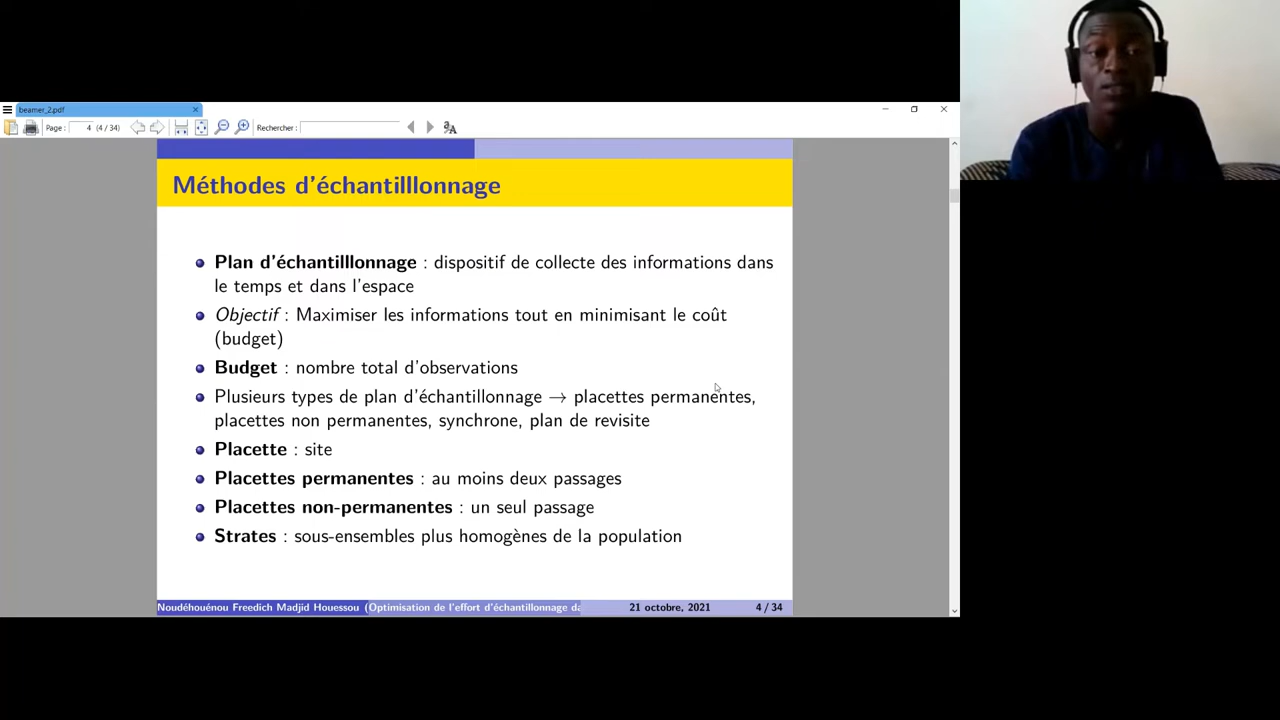 beamer_2.pdf
Page : 4 (4 / 34) Rechercher :
Méthodes d'échantilllonnage
Plan d'échantilllonnage : dispositif de collecte des informations dans
le temps et dans l'espace
Objectif : Maximiser les informations tout en minimisant le coût
(budget)
Budget : nombre total d'observations
Plusieurs types de plan d'échantillonnage → placettes permanentes,
placettes non permanentes, synchrone, plan de revisite
Placette : site
Placettes permanentes : au moins deux passages
Placettes non-permanentes : un seul passage
Strates : sous-ensembles plus homogènes de la population
Noudéhouénou Freedich Madjid Houessou (Optimisation de l'effort d'échantillonnage da 21 octobre, 2021 4 / 34